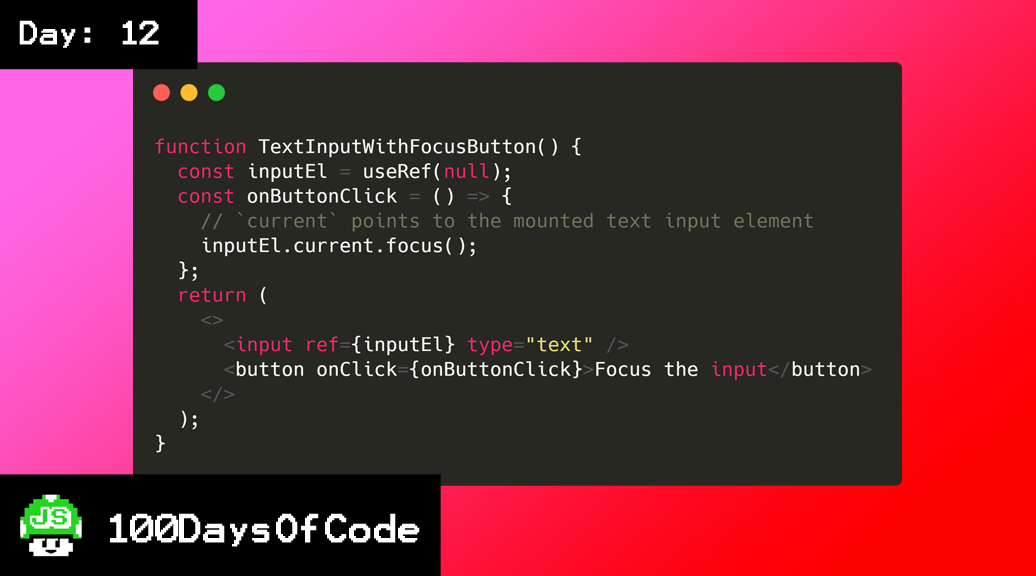 Day: 12
function TextInputWithFocusButton() {
  const inputEl = useRef(null);
  const onButtonClick = () => {
    // `current` points to the mounted text input element
    inputEl.current.focus();
  };
  return (
    <>
      <input ref={inputEl} type="text" />
      <button onClick={onButtonClick}>Focus the input</button>
    </>
  );
}
JS
100DaysOfCode